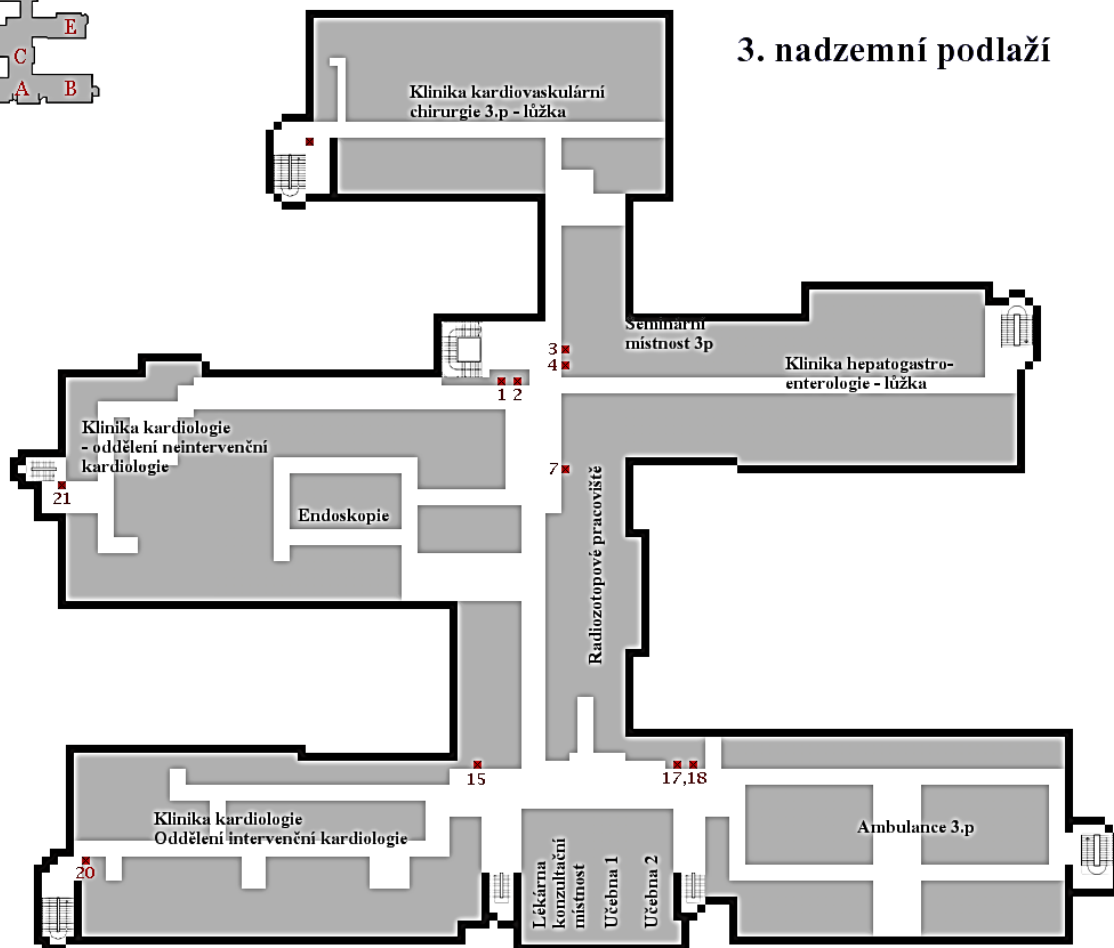 E
C
A
B
3. nadzemní podlaží
Klinika kardiovaskulární
chirurgie 3.p - lůžka
Seminární
místnost 3p
3
4
1
2
Klinika hepatogastro-
enterologie - lůžka
Klinika kardiologie
- oddělení neintervenční
kardiologie
21
7
Endoskopie
Radiozotopové pracoviště
15
17,18
Klinika kardiologie
Oddělení intervenční kardiologie
20
Lékárna
konzultační
místnost
Učebna 1
Učebna 2
Ambulance 3.p